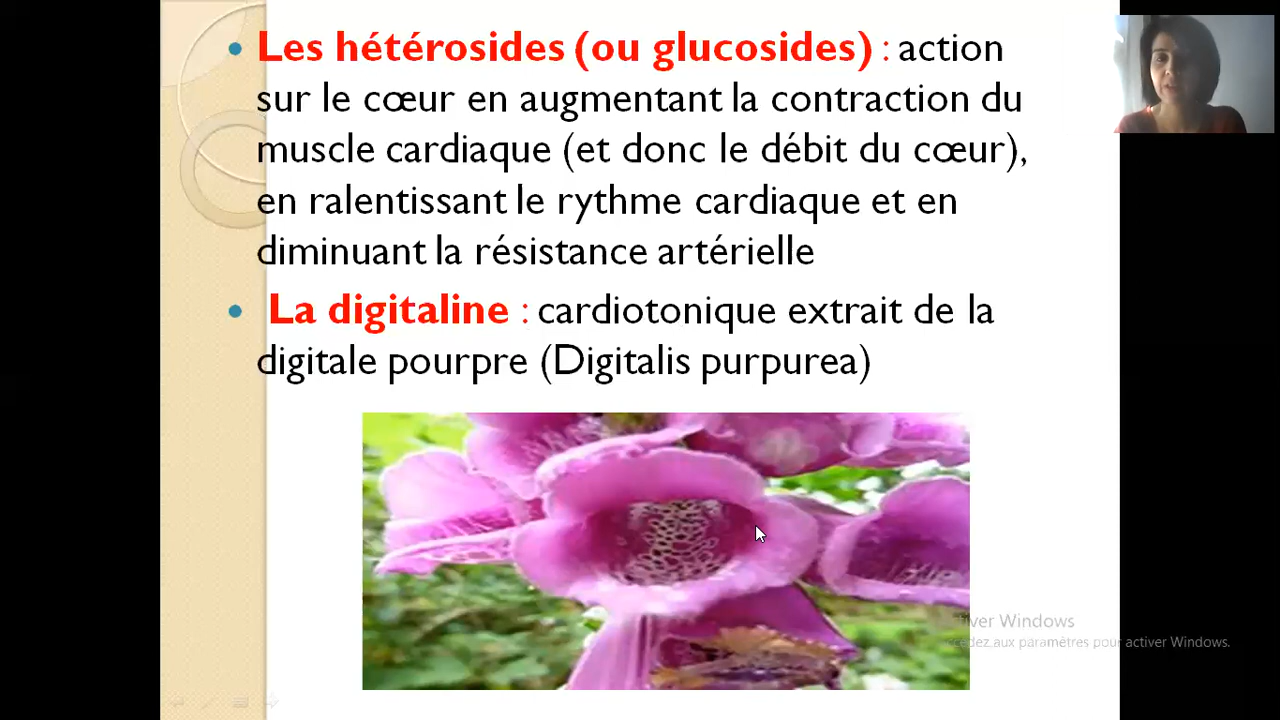 Les hétérosides (ou glucosides) : action
sur le cœur en augmentant la contraction du
muscle cardiaque (et donc le débit du cœur),
en ralentissant le rythme cardiaque et en
diminuant la résistance artérielle
La digitaline : cardiotonique extrait de la
digitale pourpre (Digitalis purpurea)
Windows
aux paramètres pour activer Windows.